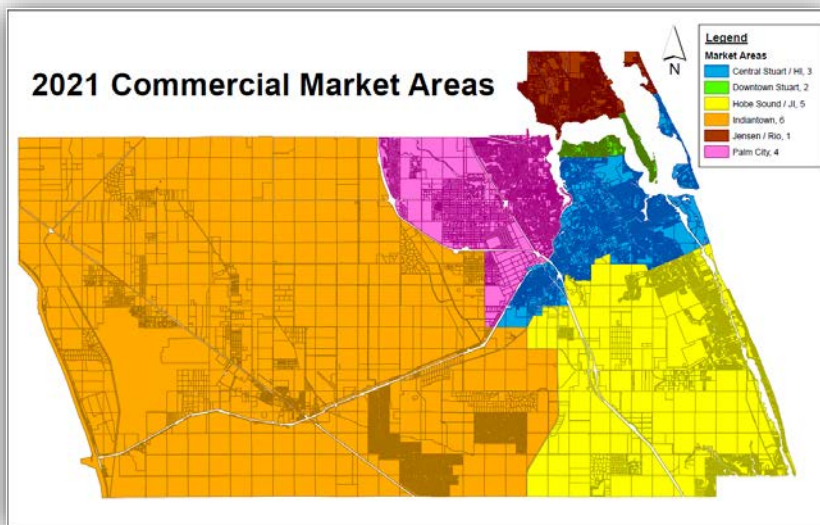 2021 Commercial Market Areas
N
Legend
Market Areas
Central Stuart / HI, 3
Downtown Stuart, 2
Hobe Sound / JI, 5
Indiantown, 6
Jensen / Rio, 1
Palm City, 4